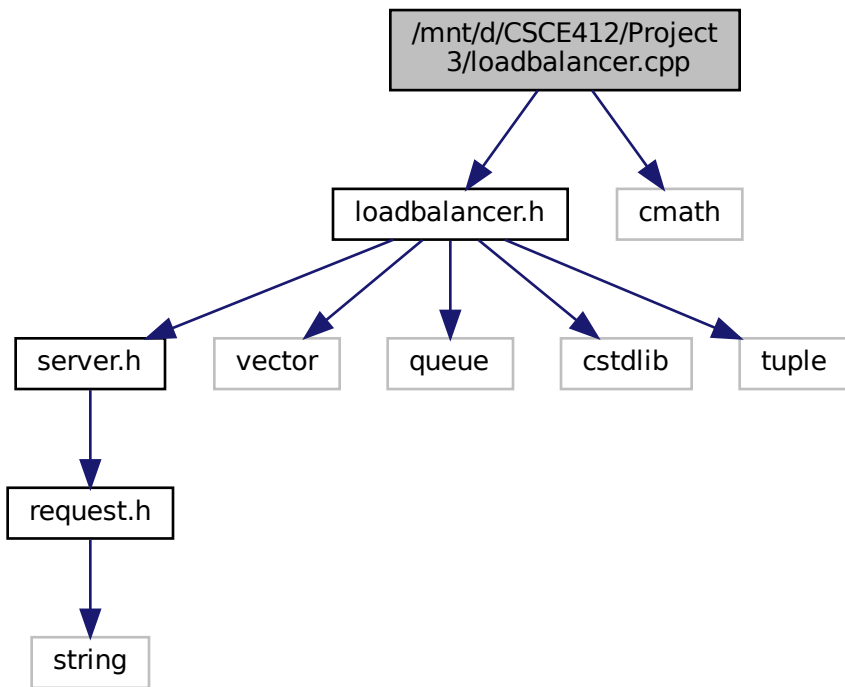 /mnt/d/CSCE412/Project
3/loadbalancer.cpp
loadbalancer.h
cmath
server.h
vector
queue
cstdlib
tuple
request.h
string